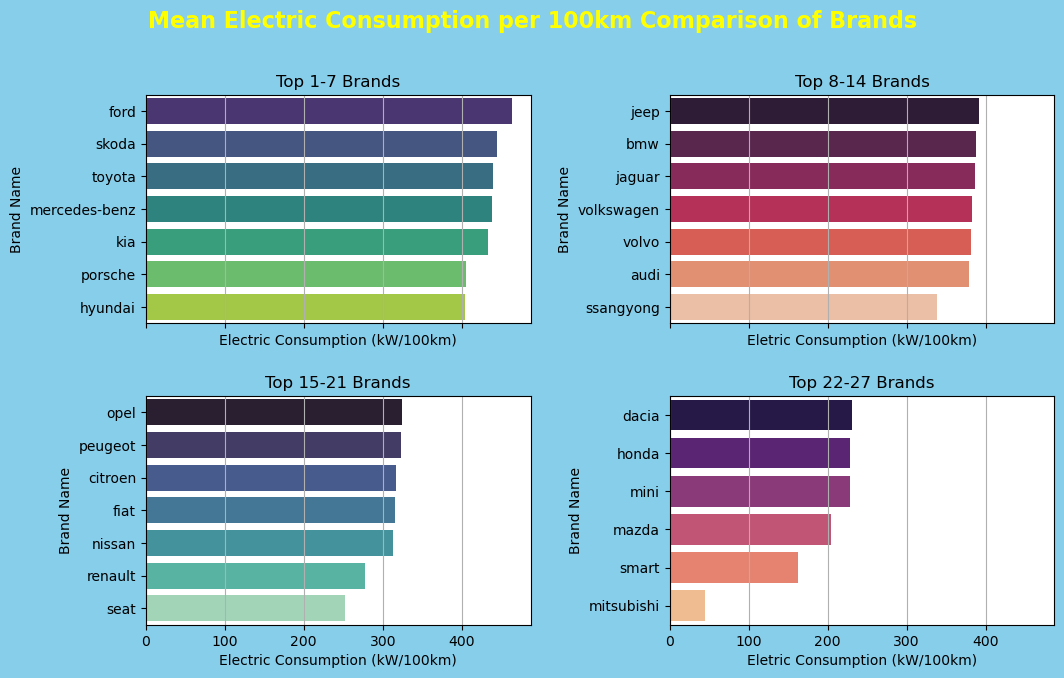 Mean Electric Consumption per 100km Comparison of Brands
Top 1-7 Brands
Brand Name
ford
skoda
toyota
mercedes-benz
kia
porsche
hyundai
Electric Consumption (kW/100km)
Top 8-14 Brands
Brand Name
jeep
bmw
jaguar
volkswagen
volvo
audi
ssangyong
Eletric Consumption (kW/100km)
Top 15-21 Brands
Brand Name
opel
peugeot
citroen
fiat
nissan
renault
seat
0 100 200 300 400
Electric Consumption (kW/100km)
Top 22-27 Brands
Brand Name
dacia
honda
mini
mazda
smart
mitsubishi
0 100 200 300 400
Eletric Consumption (kW/100km)